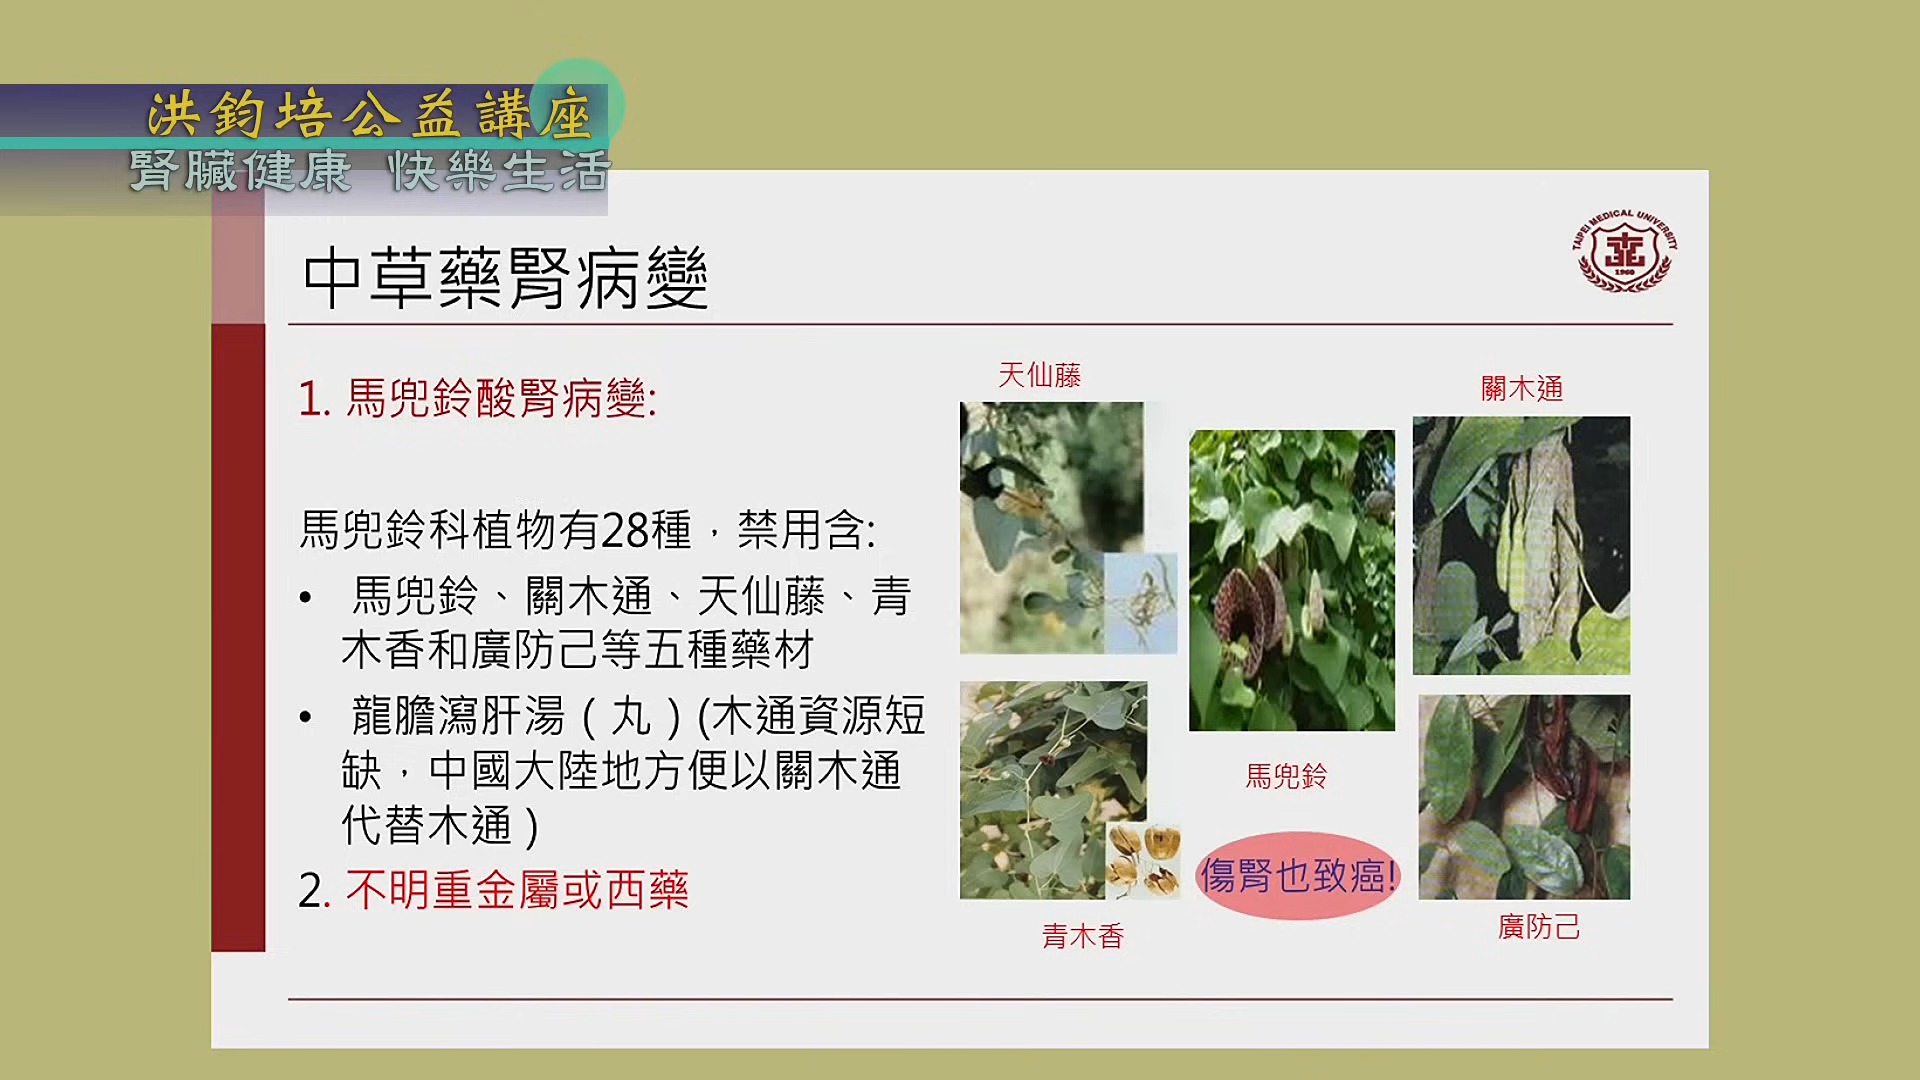 洪鈞培公益講座
腎臟健康 快樂生活
TAIPEI MEDICAL UNIVERSITY
1960
中草藥腎病變
1. 馬兜鈴酸腎病變:
馬兜鈴科植物有28種，禁用含:
• 馬兜鈴、關木通、天仙藤、青
木香和廣防己等五種藥材
• 龍膽瀉肝湯（丸）(木通資源短
缺，中國大陸地方便以關木通
代替木通）
2. 不明重金屬或西藥
天仙藤
關木通
馬兜鈴
傷腎也致癌!
青木香
廣防己